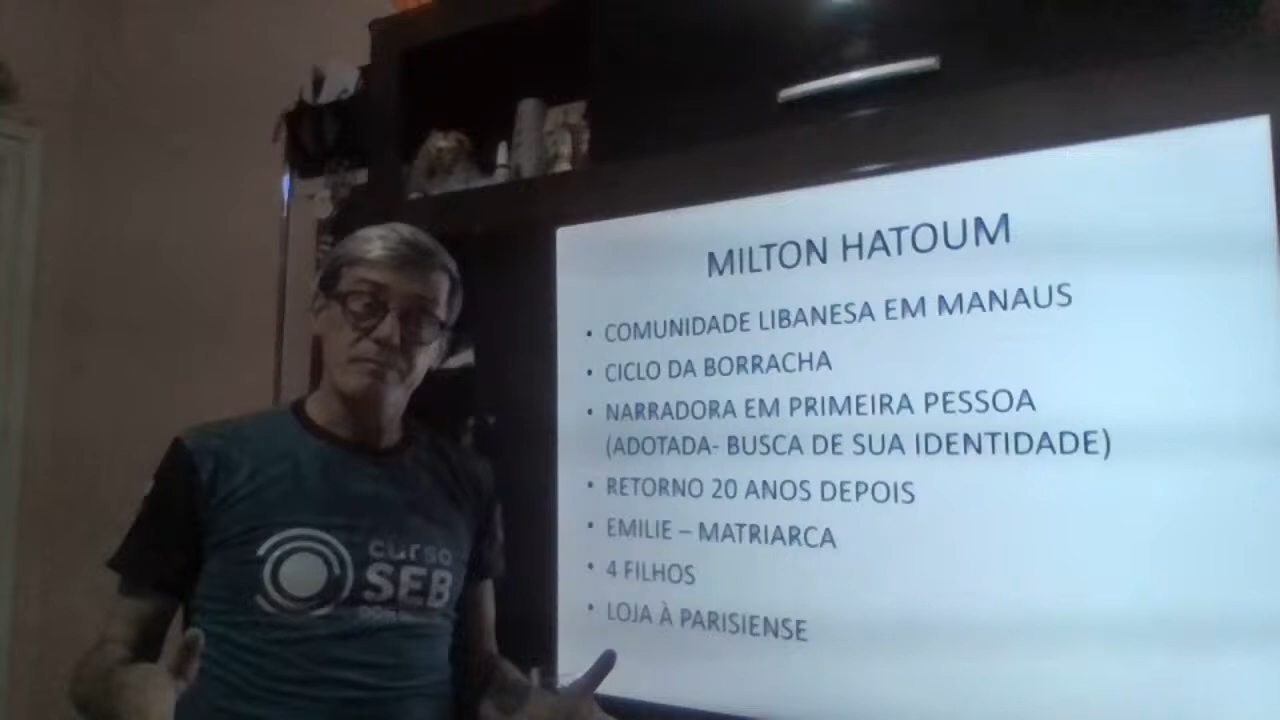 MILTON HATOUM
• COMUNIDADE LIBANESA EM MANAUS
• CICLO DA BORRACHA
• NARRADORA EM PRIMEIRA PESSOA
(ADOTADA- BUSCA DE SUA IDENTIDADE)
• RETORNO 20 ANOS DEPOIS
• EMILIE – MATRIARCA
• 4 FILHOS
• LOJA À PARISIENSE
curso
SEB